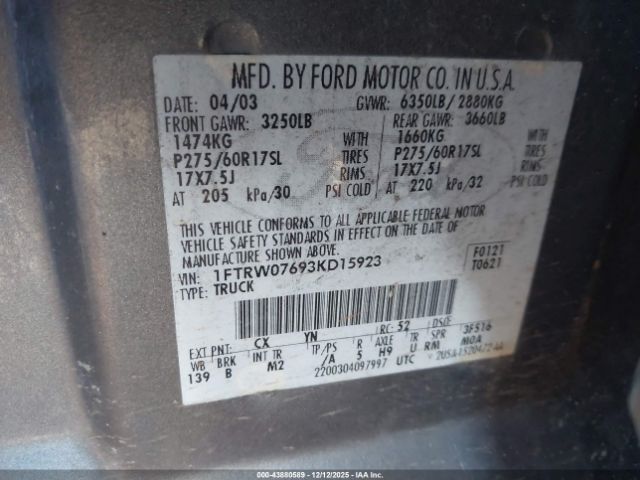 MFD. BY FORD MOTOR CO. IN U.S.A.
DATE: 04/03 GVWR: 6350LB/2880KG
FRONT GAWR: 3250LB REAR GAWR: 3660LB
1474KG WITH 1660KG WITH
P275/60R17SL TIRES P275/60R17SL TIRES
17X7.5J RIMS 17X7.5J RIMS
AT 205 kPa/30 PSI COLD AT 220 kPa/32 PSI COLD
THIS VEHICLE CONFORMS TO ALL APPLICABLE FEDERAL MOTOR
VEHICLE SAFETY STANDARDS IN EFFECT ON THE DATE OF
MANUFACTURE SHOWN ABOVE.
VIN: 1FTRW07693KD15923 F0121
TYPE: TRUCK T0621
EXT PNT: CX YN RC: 52 DSO:
WB BRK INT TR TP/PS R AXLE TR SPR 3F516
139 B M2 /A 5 H9 U RM M0A
2200304097997 UTC
IAA | 43880589 | 12/12/2025 | IAAI.COM